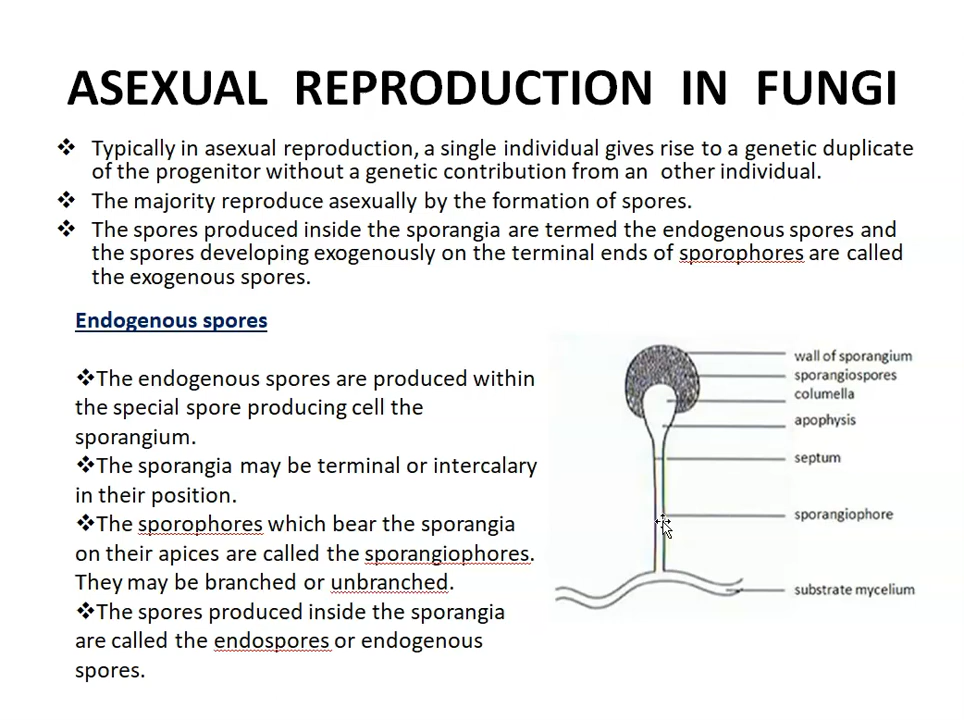 ASEXUAL REPRODUCTION IN FUNGI
❖ Typically in asexual reproduction, a single individual gives rise to a genetic duplicate
of the progenitor without a genetic contribution from an other individual.
❖ The majority reproduce asexually by the formation of spores.
❖ The spores produced inside the sporangia are termed the endogenous spores and
the spores developing exogenously on the terminal ends of sporophores are called
the exogenous spores.
Endogenous spores
❖The endogenous spores are produced within
the special spore producing cell the
sporangium.
❖The sporangia may be terminal or intercalary
in their position.
❖The sporophores which bear the sporangia
on their apices are called the sporangiophores.
They may be branched or unbranched.
❖The spores produced inside the sporangia
are called the endospores or endogenous
spores.
wall of sporangium
sporangiospores
columella
apophysis
septum
sporangiophore
substrate mycelium